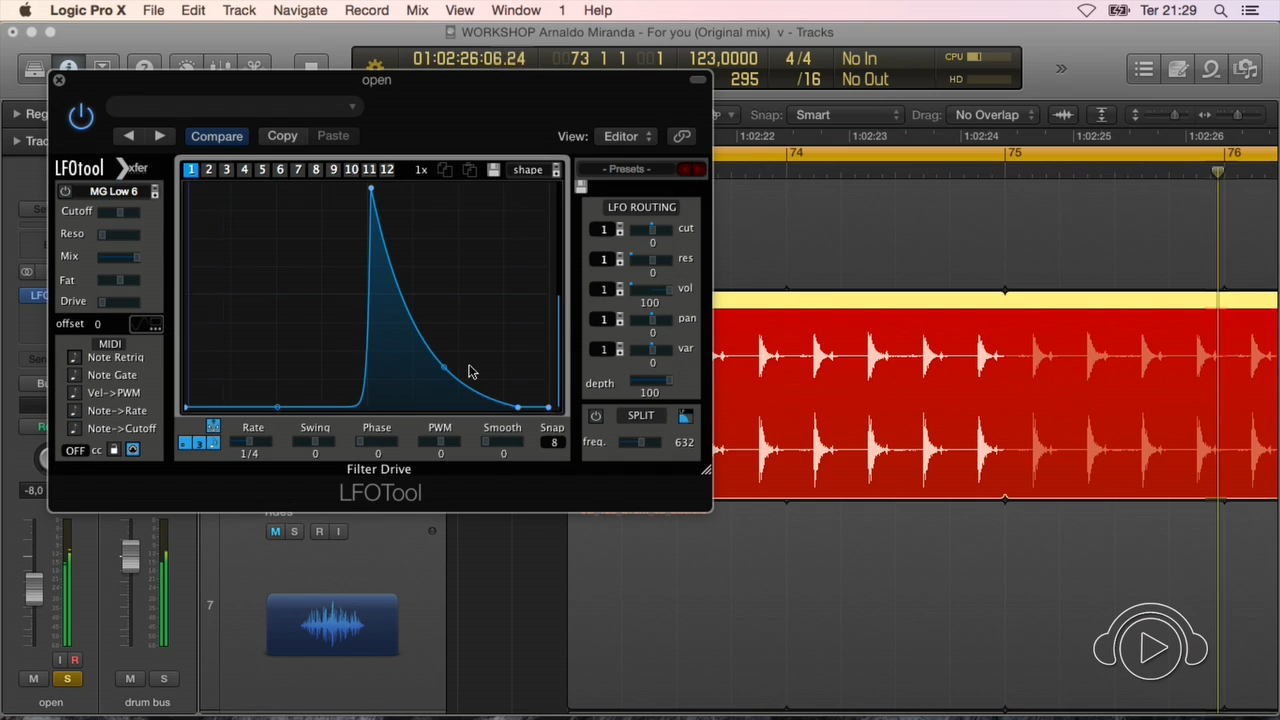 Logic Pro X File Edit Track Navigate Record Mix View Window 1 Help Ter 21:29
WORKSHOP Arnaldo Miranda - For you (Original mix) v - Tracks
01:02:26:06.24 73 1 1 1 123,0000 4/4 No In CPU
295 /16 No Out HD
open
Snap: Smart Drag: No Overlap
Compare Copy Paste View: Editor
1:02:22 1:02:23 1:02:24 1:02:25 1:02:26
74 75 76
LFOtool xfer
1 2 3 4 5 6 7 8 9 10 11 12 1x shape
- Presets -
MG Low 6
Cutoff
Reso
Mix
Fat
Drive
offset 0
MIDI
Note Retrig
Note Gate
Vel->PWM
Note->Rate
Note->Cutoff
OFF cc
Rate Swing Phase PWM Smooth Snap
1/4 0 0 0 0 8
Filter Drive
LFOTool
LFO ROUTING
1 cut
0
1 res
0
1 vol
100
1 pan
0
1 var
0
depth
100
SPLIT
freq. 632
-8,0
M S R I
7
I R
M S M S
open drum bus